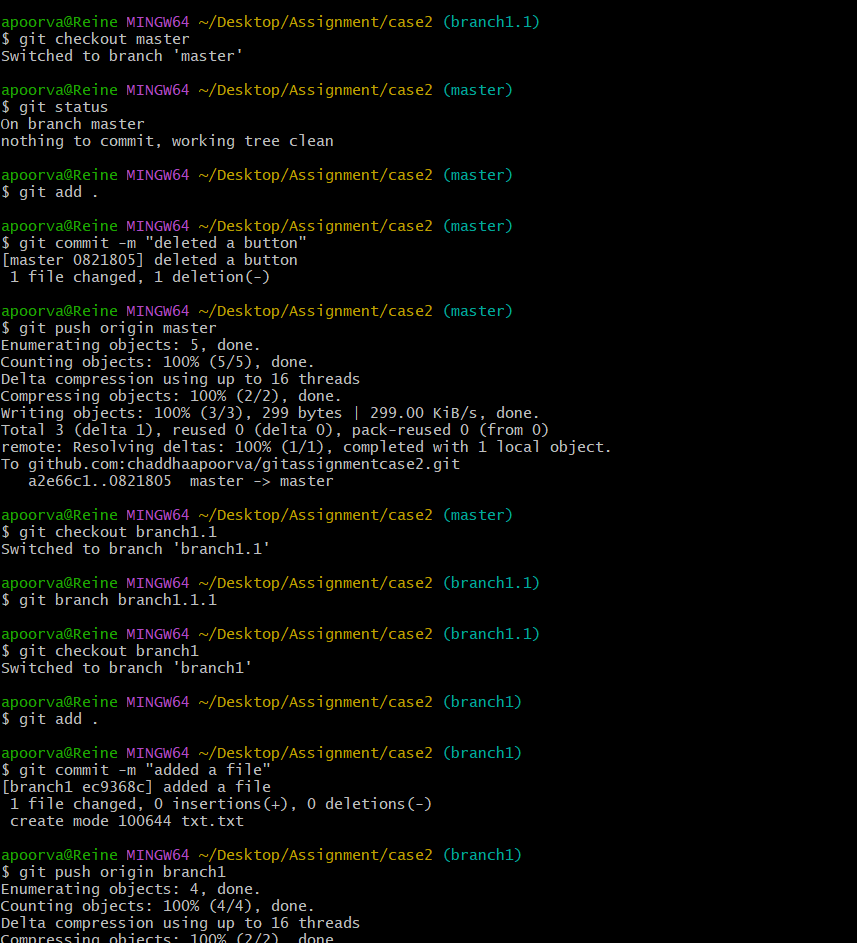 apoorva@Reine MINGW64 ~/Desktop/Assignment/case2 (branch1.1)
$ git checkout master
Switched to branch 'master'
apoorva@Reine MINGW64 ~/Desktop/Assignment/case2 (master)
$ git status
On branch master
nothing to commit, working tree clean
apoorva@Reine MINGW64 ~/Desktop/Assignment/case2 (master)
$ git add .
apoorva@Reine MINGW64 ~/Desktop/Assignment/case2 (master)
$ git commit -m "deleted a button"
[master 0821805] deleted a button
 1 file changed, 1 deletion(-)
apoorva@Reine MINGW64 ~/Desktop/Assignment/case2 (master)
$ git push origin master
Enumerating objects: 5, done.
Counting objects: 100% (5/5), done.
Delta compression using up to 16 threads
Compressing objects: 100% (2/2), done.
Writing objects: 100% (3/3), 299 bytes | 299.00 KiB/s, done.
Total 3 (delta 1), reused 0 (delta 0), pack-reused 0 (from 0)
remote: Resolving deltas: 100% (1/1), completed with 1 local object.
To github.com:chaddhaapoorva/gitassignmentcase2.git
   a2e66c1..0821805  master -> master
apoorva@Reine MINGW64 ~/Desktop/Assignment/case2 (master)
$ git checkout branch1.1
Switched to branch 'branch1.1'
apoorva@Reine MINGW64 ~/Desktop/Assignment/case2 (branch1.1)
$ git branch branch1.1.1
apoorva@Reine MINGW64 ~/Desktop/Assignment/case2 (branch1.1)
$ git checkout branch1
Switched to branch 'branch1'
apoorva@Reine MINGW64 ~/Desktop/Assignment/case2 (branch1)
$ git add .
apoorva@Reine MINGW64 ~/Desktop/Assignment/case2 (branch1)
$ git commit -m "added a file"
[branch1 ec9368c] added a file
 1 file changed, 0 insertions(+), 0 deletions(-)
 create mode 100644 txt.txt
apoorva@Reine MINGW64 ~/Desktop/Assignment/case2 (branch1)
$ git push origin branch1
Enumerating objects: 4, done.
Counting objects: 100% (4/4), done.
Delta compression using up to 16 threads
Compressing objects: 100% (2/2), done.